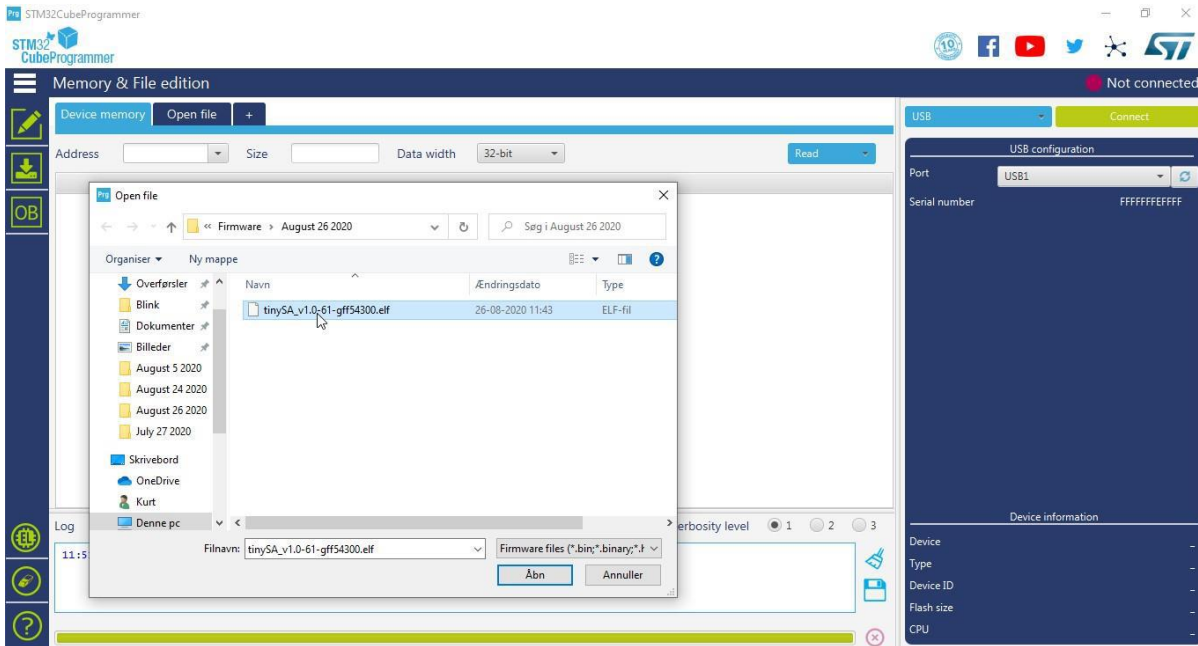 Prg STM32CubeProgrammer
STM32
CubeProgrammer
10
Memory & File edition
Not connected
Device memory Open file +
USB Connect
Address Size Data width 32-bit Read
USB configuration
Port USB1
Serial number FFFFFFFEFFFF
OB
Prg Open file
« Firmware › August 26 2020 Søg i August 26 2020
Organiser Ny mappe
Overførsler
Blink
Dokumenter
Billeder
August 5 2020
August 24 2020
August 26 2020
July 27 2020
Skrivebord
OneDrive
Kurt
Denne pc
Navn Ændringsdato Type
tinySA_v1.0-61-gff54300.elf 26-08-2020 11:43 ELF-fil
Filnavn: tinySA_v1.0-61-gff54300.elf Firmware files (*.bin;*.binary;*.h
Åbn Annuller
Log erbosity level 1 2 3
11:5
Device information
Device -
Type -
Device ID -
Flash size -
CPU -